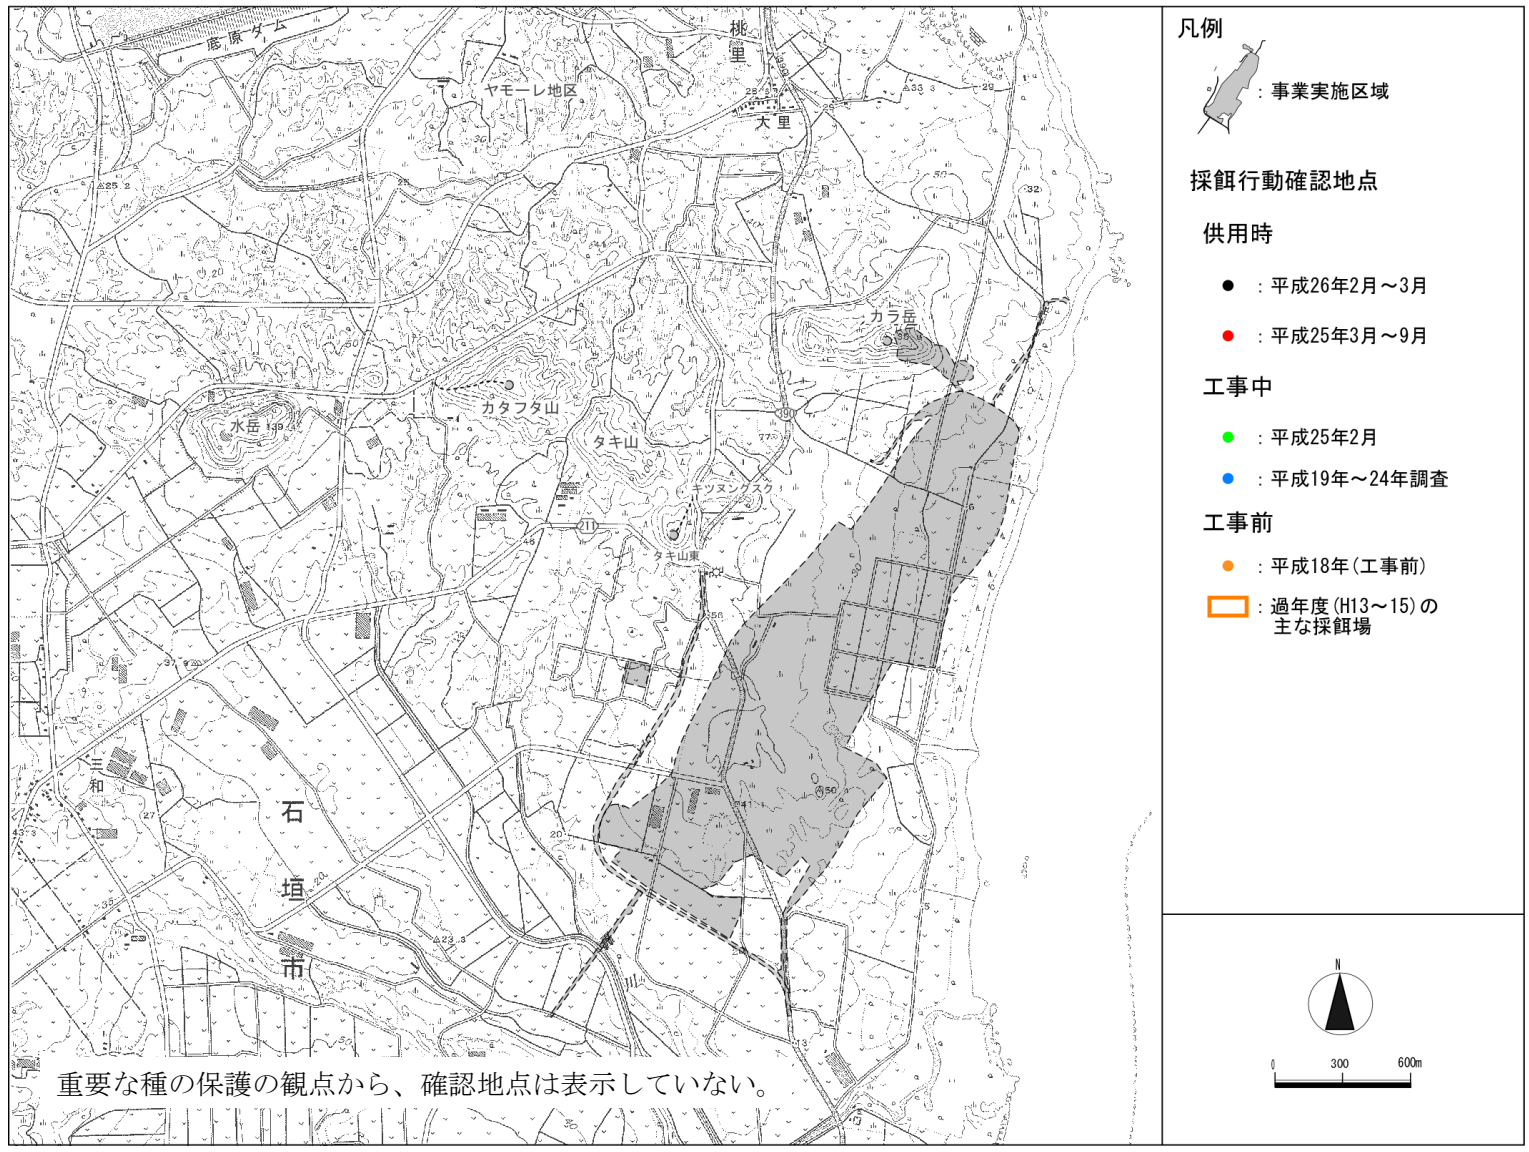 底原ダム
桃里
ヤモーレ地区
大里
カラ岳
水岳
カタフタ山
タキ山
390
77
キツヌングスク
211
タキ山東
三和
石垣市
川
重要な種の保護の観点から、確認地点は表示していない。
凡例
：事業実施区域
採餌行動確認地点
供用時
：平成26年2月～3月
：平成25年3月～9月
工事中
：平成25年2月
：平成19年～24年調査
工事前
：平成18年(工事前)
：過年度(H13～15)の
主な採餌場
N
0 300 600m